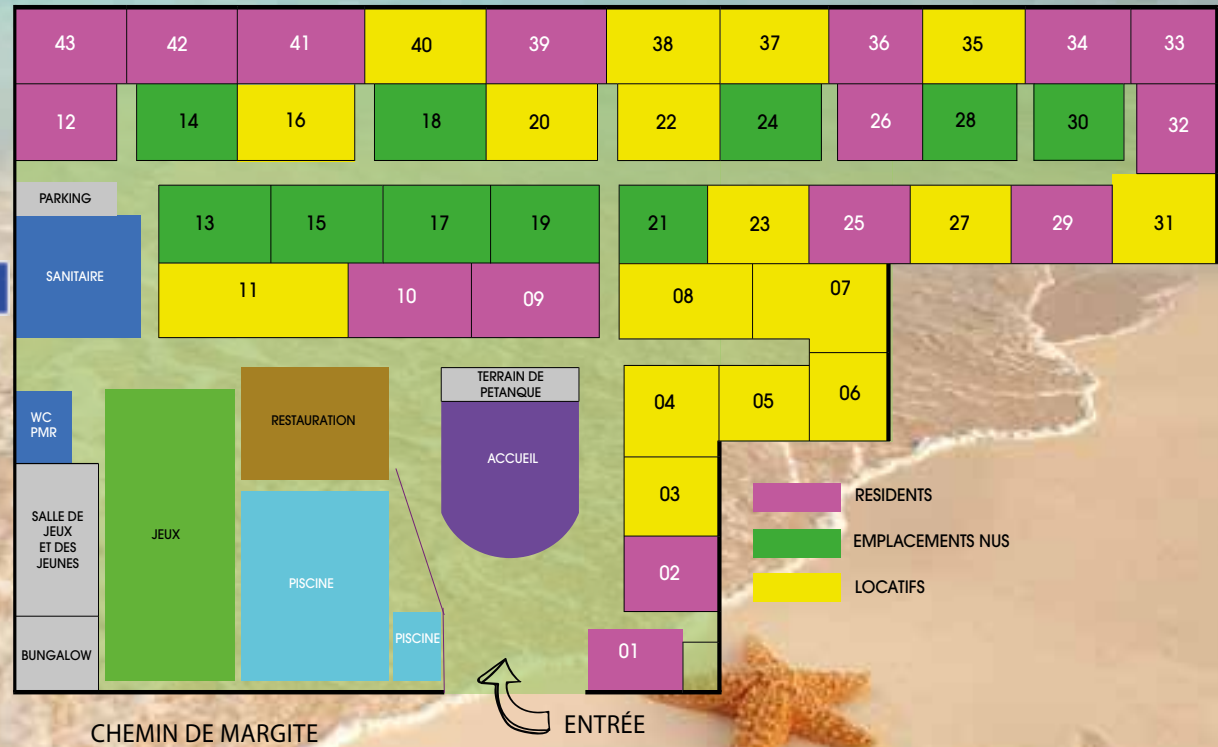 43 42 41 40 39 38 37 36 35 34 33
12 14 16 18 20 22 24 26 28 30 32
PARKING
13 15 17 19 21 23 25 27 29 31
SANITAIRE
11 10 09 08 07
TERRAIN DE
PETANQUE
04 05 06
WC
PMR
RESTAURATION
ACCUEIL
03
RESIDENTS
SALLE DE
JEUX
ET DES
JEUNES
JEUX
EMPLACEMENTS NUS
PISCINE
02
LOCATIFS
BUNGALOW
PISCINE
01
CHEMIN DE MARGITE
ENTRÉE